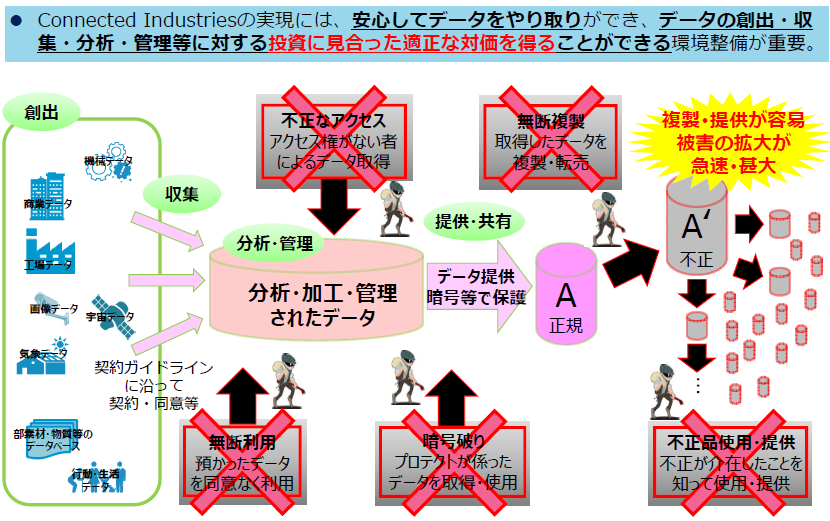 ● Connected Industriesの実現には、安心してデータをやり取りができ、データの創出・収
集・分析・管理等に対する投資に見合った適正な対価を得ることができる環境整備が重要。
創出
機械データ
商業データ
工場データ
画像データ
宇宙データ
気象データ
部素材・物質等の
データベース
行動・生活
データ
収集
契約ガイドライン
に沿って
契約・同意等
不正なアクセス
アクセス権がない者
によるデータ取得
分析・管理
分析・加工・管理
されたデータ
無断利用
預かったデータ
を同意なく利用
提供・共有
データ提供
暗号等で保護
暗号破り
プロテクトが係った
データを取得・使用
無断複製
取得したデータを
複製・転売
A
正規
複製・提供が容易
被害の拡大が
急速・甚大
A‘
不正
…
不正品使用・提供
不正が介在したことを
知って使用・提供